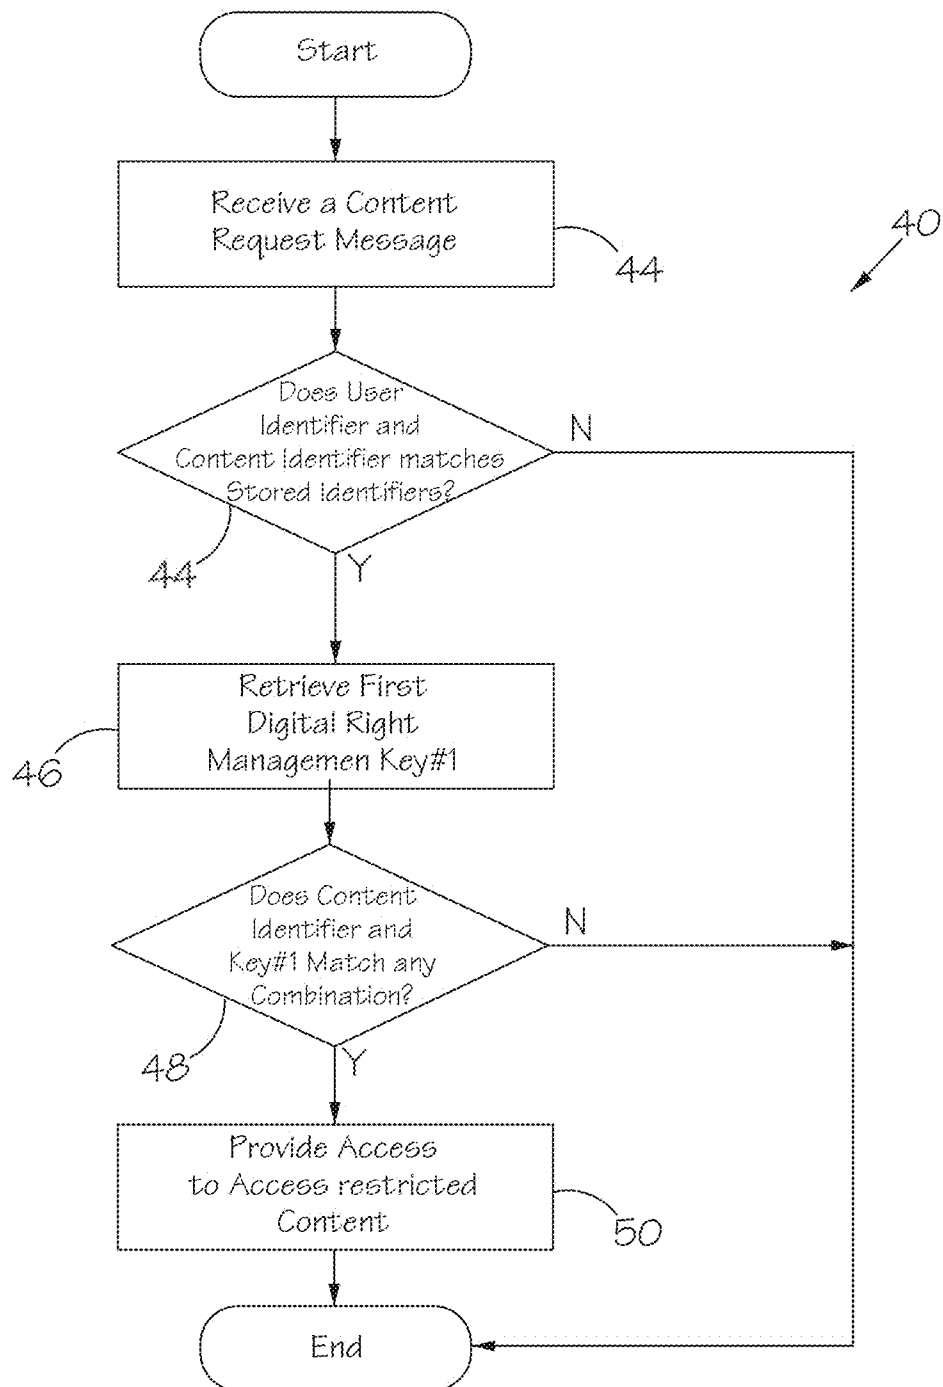 Start
Receive a Content
Request Message
44
40
Does User
Identifier and
Content Identifier matches
Stored Identifiers?
N
44
Y
Retrieve First
Digital Right
Managemen Key#1
46
Does Content
Identifier and
Key#1 Match any
Combination?
N
48
Y
Provide Access
to Access restricted
Content
50
End